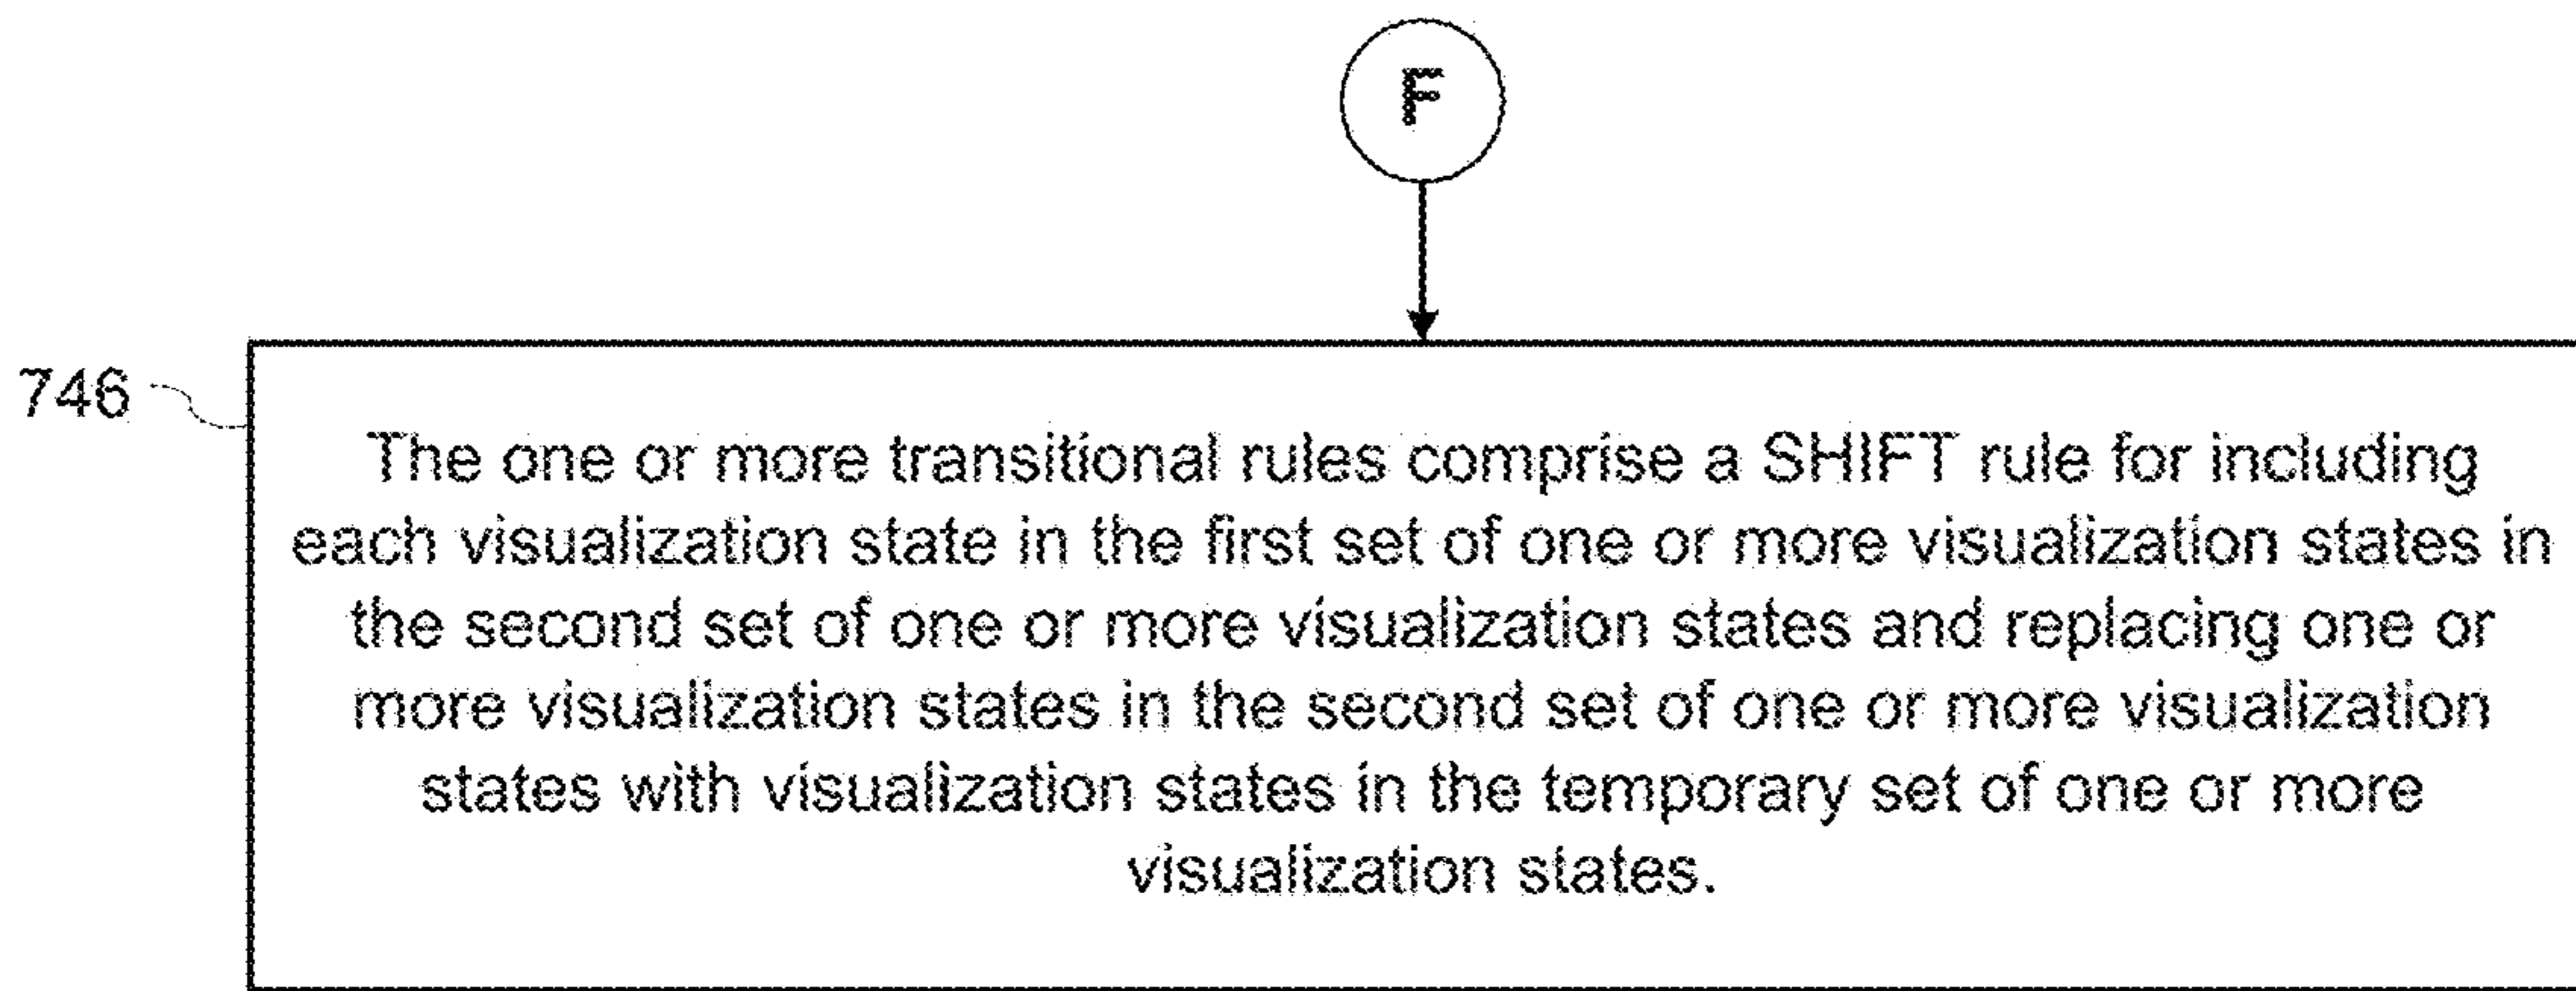 F
746
The one or more transitional rules comprise a SHIFT rule for including
each visualization state in the first set of one or more visualization states in
the second set of one or more visualization states and replacing one or
more visualization states in the second set of one or more visualization
states with visualization states in the temporary set of one or more
visualization states.